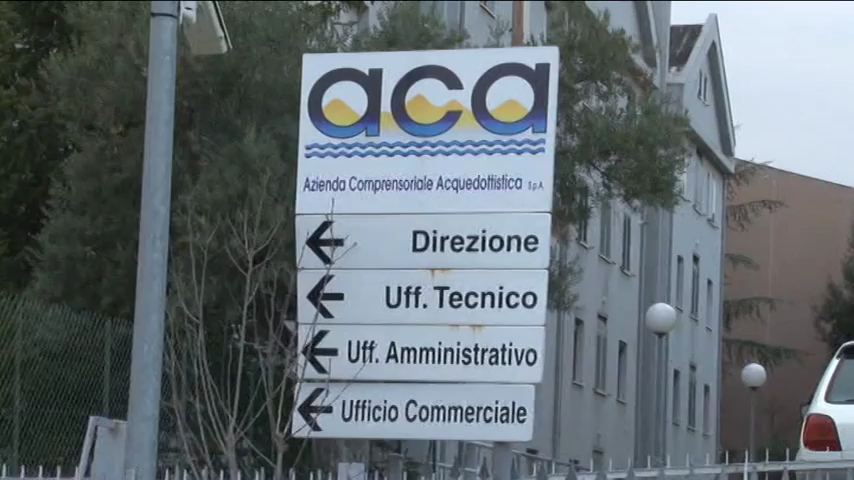 aca
Azienda Comprensoriale Acquedottistica S.p.A.
Direzione
Uff. Tecnico
Uff. Amministrativo
Ufficio Commerciale